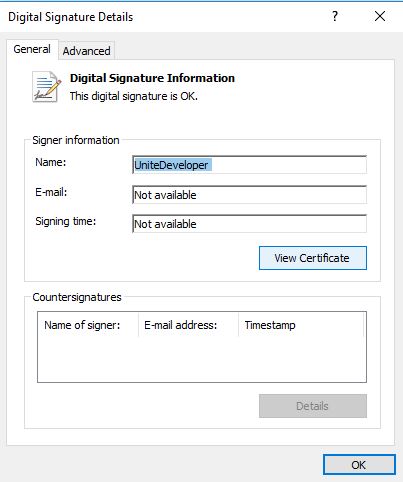 Digital Signature Details
General Advanced
Digital Signature Information
This digital signature is OK.
Signer information
Name: UniteDeveloper
E-mail: Not available
Signing time: Not available
View Certificate
Countersignatures
Name of signer: E-mail address: Timestamp
Details
OK